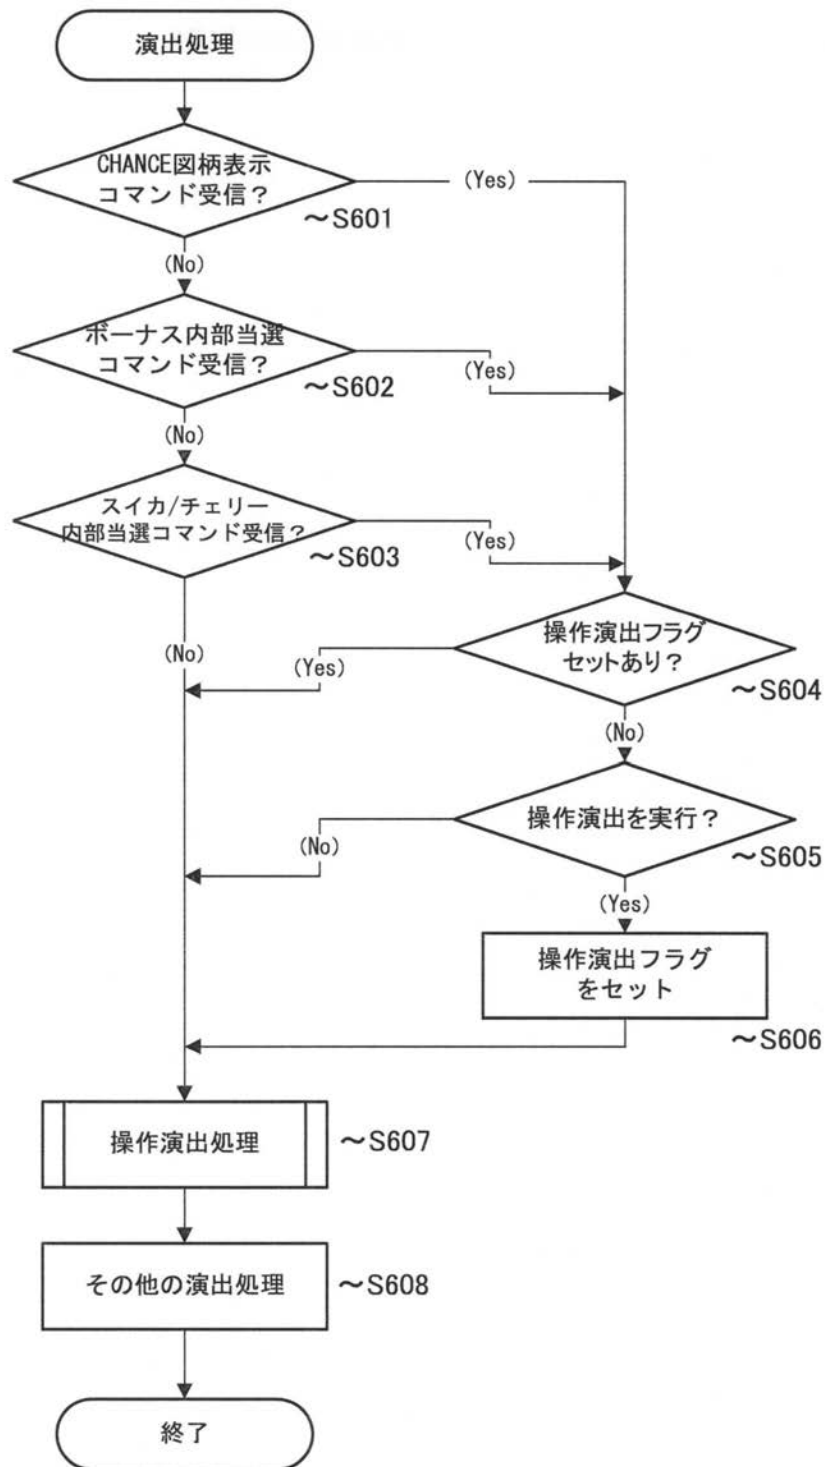 演出処理
CHANCE図柄表示
コマンド受信？
(Yes)
～S601
(No)
ボーナス内部当選
コマンド受信？
(Yes)
～S602
(No)
スイカ/チェリー
内部当選コマンド受信？
(Yes)
～S603
(No)
操作演出フラグ
セットあり？
(Yes)
～S604
(No)
操作演出を実行？
(No)
～S605
(Yes)
操作演出フラグ
をセット
～S606
操作演出処理
～S607
その他の演出処理
～S608
終了